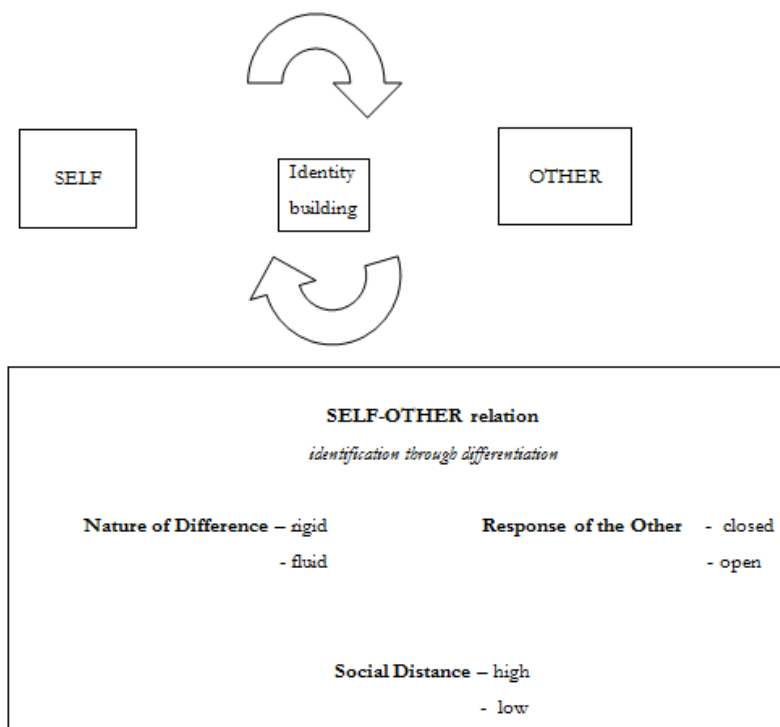 SELF
Identity
building
OTHER
SELF-OTHER relation
identification through differentiation
Nature of Difference – rigid
- fluid
Response of the Other - closed
- open
Social Distance – high
- low